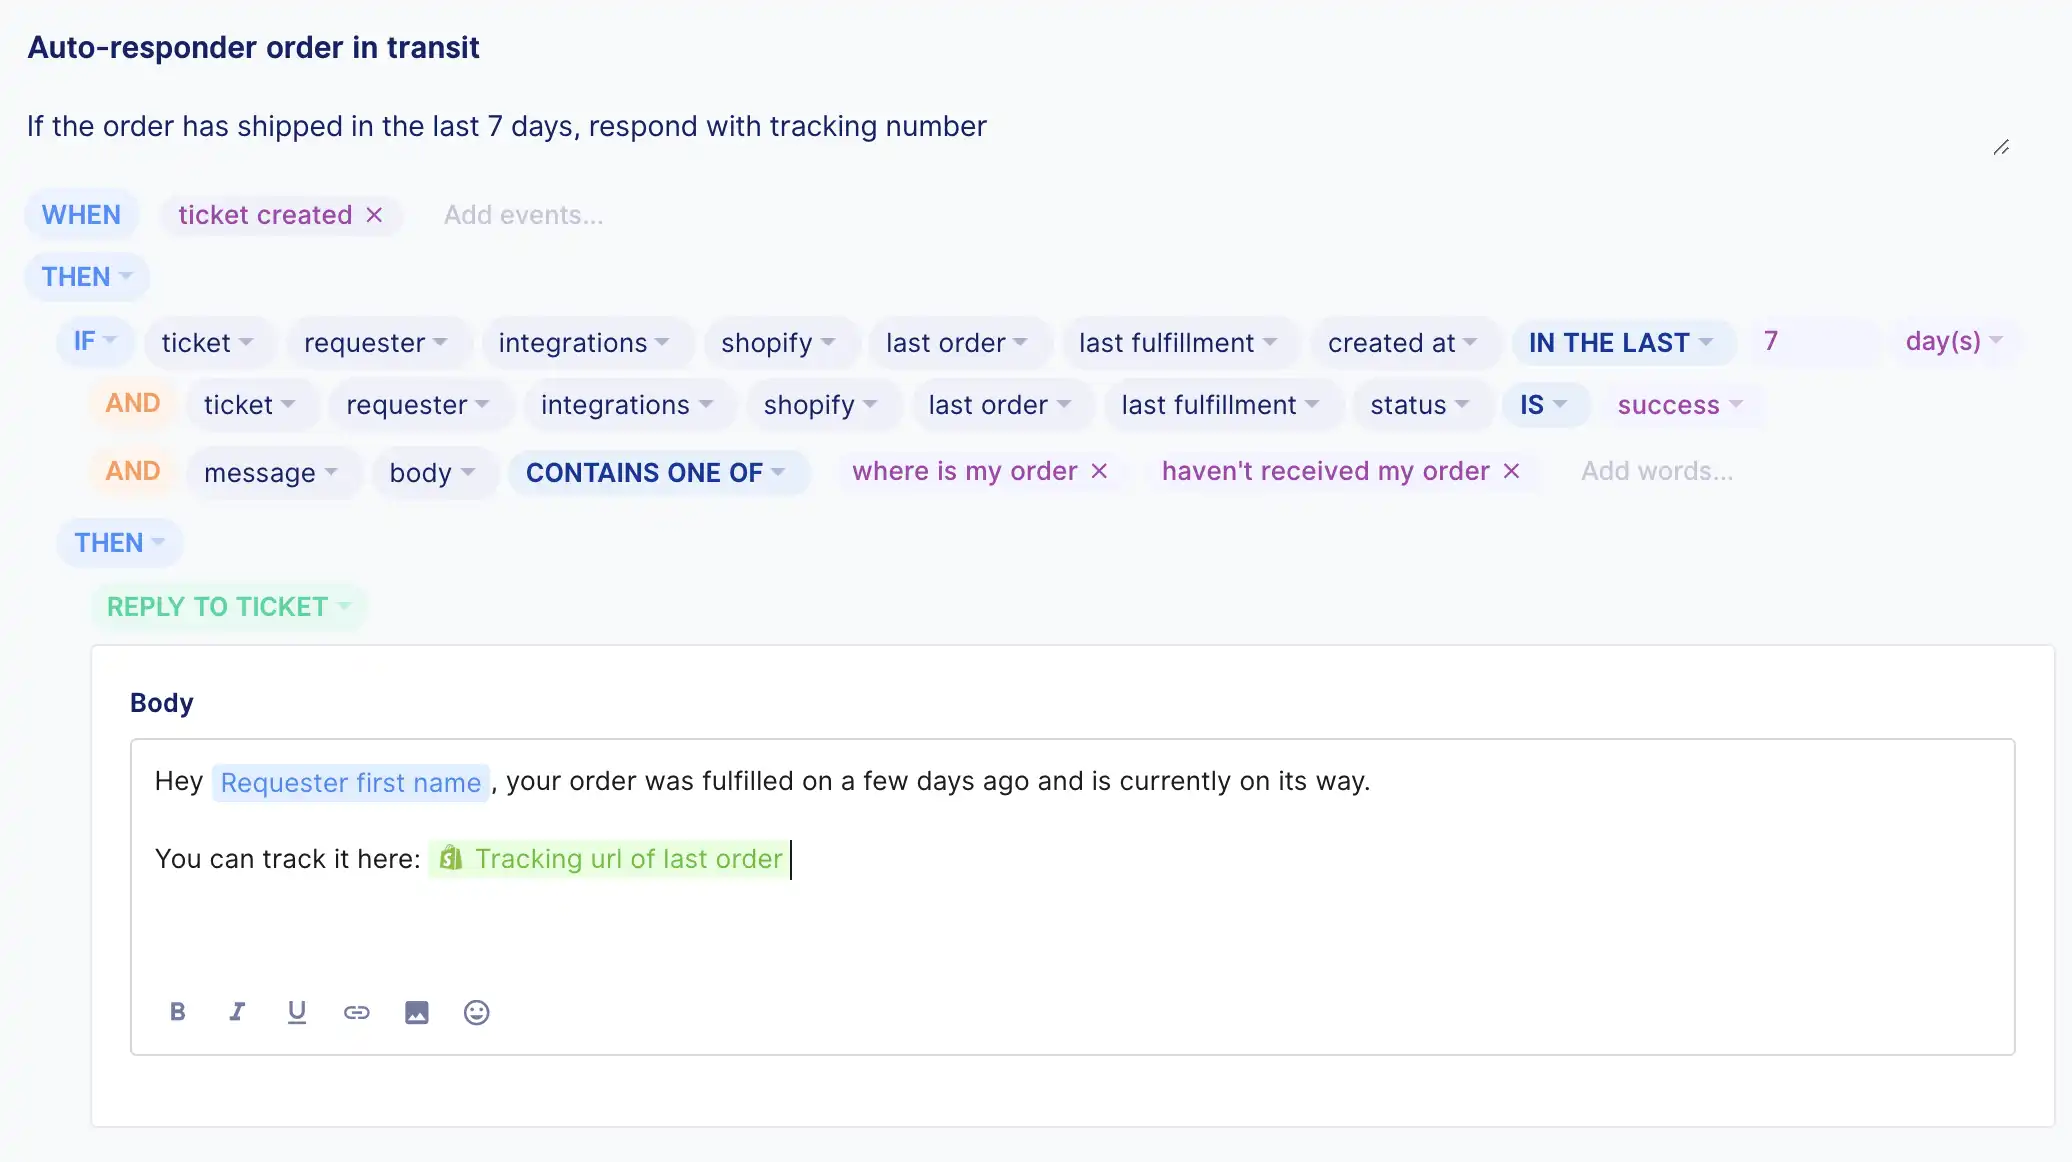 Auto-responder order in transit
If the order has shipped in the last 7 days, respond with tracking number
WHEN ticket created × Add events...
THEN
IF ticket requester integrations shopify last order last fulfillment created at IN THE LAST 7 day(s)
AND ticket requester integrations shopify last order last fulfillment status IS success
AND message body CONTAINS ONE OF where is my order × haven't received my order × Add words...
THEN
REPLY TO TICKET
Body
Hey Requester first name, your order was fulfilled on a few days ago and is currently on its way.
You can track it here: Tracking url of last order
B I U